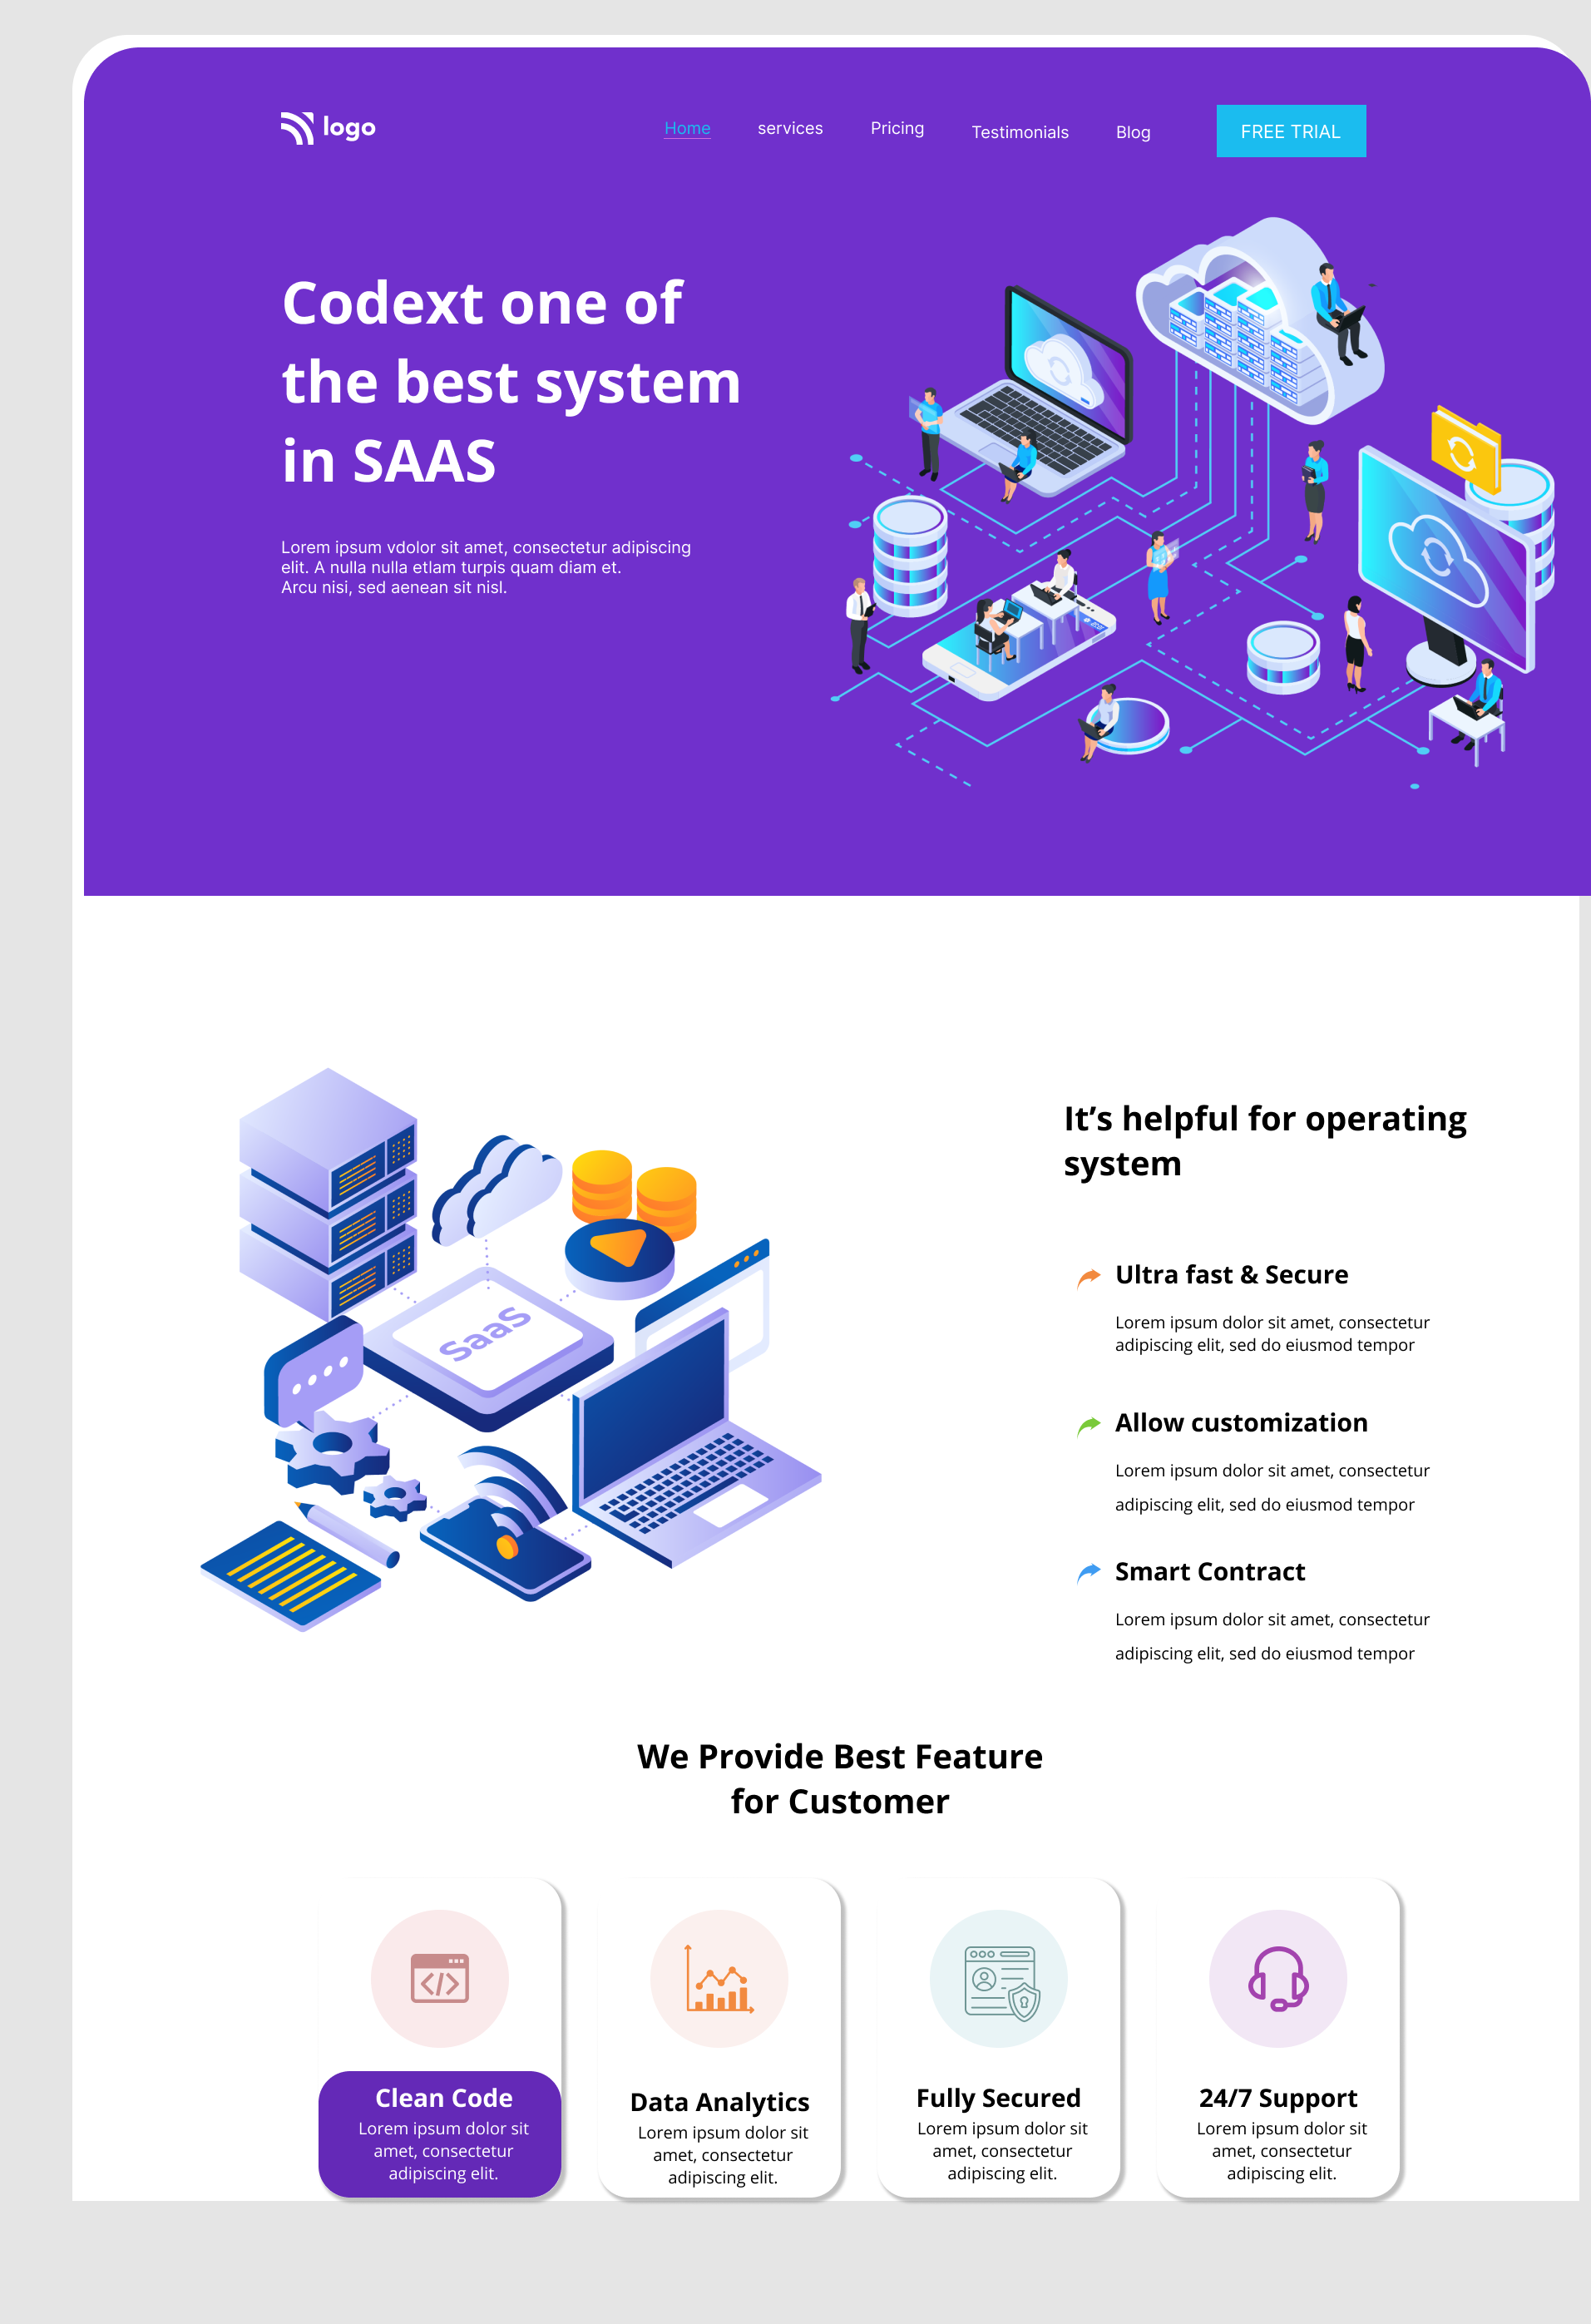 logo
Home
services
Pricing
Testimonials
Blog
FREE TRIAL
Codext one of
the best system
in SAAS
Lorem ipsum vdolor sit amet, consectetur adipiscing
elit. A nulla nulla etlam turpis quam diam et.
Arcu nisi, sed aenean sit nisl.
SaaS
It’s helpful for operating
system
Ultra fast & Secure
Lorem ipsum dolor sit amet, consectetur
adipiscing elit, sed do eiusmod tempor
Allow customization
Lorem ipsum dolor sit amet, consectetur
adipiscing elit, sed do eiusmod tempor
Smart Contract
Lorem ipsum dolor sit amet, consectetur
adipiscing elit, sed do eiusmod tempor
We Provide Best Feature
for Customer
Clean Code
Lorem ipsum dolor sit
amet, consectetur
adipiscing elit.
Data Analytics
Lorem ipsum dolor sit
amet, consectetur
adipiscing elit.
Fully Secured
Lorem ipsum dolor sit
amet, consectetur
adipiscing elit.
24/7 Support
Lorem ipsum dolor sit
amet, consectetur
adipiscing elit.